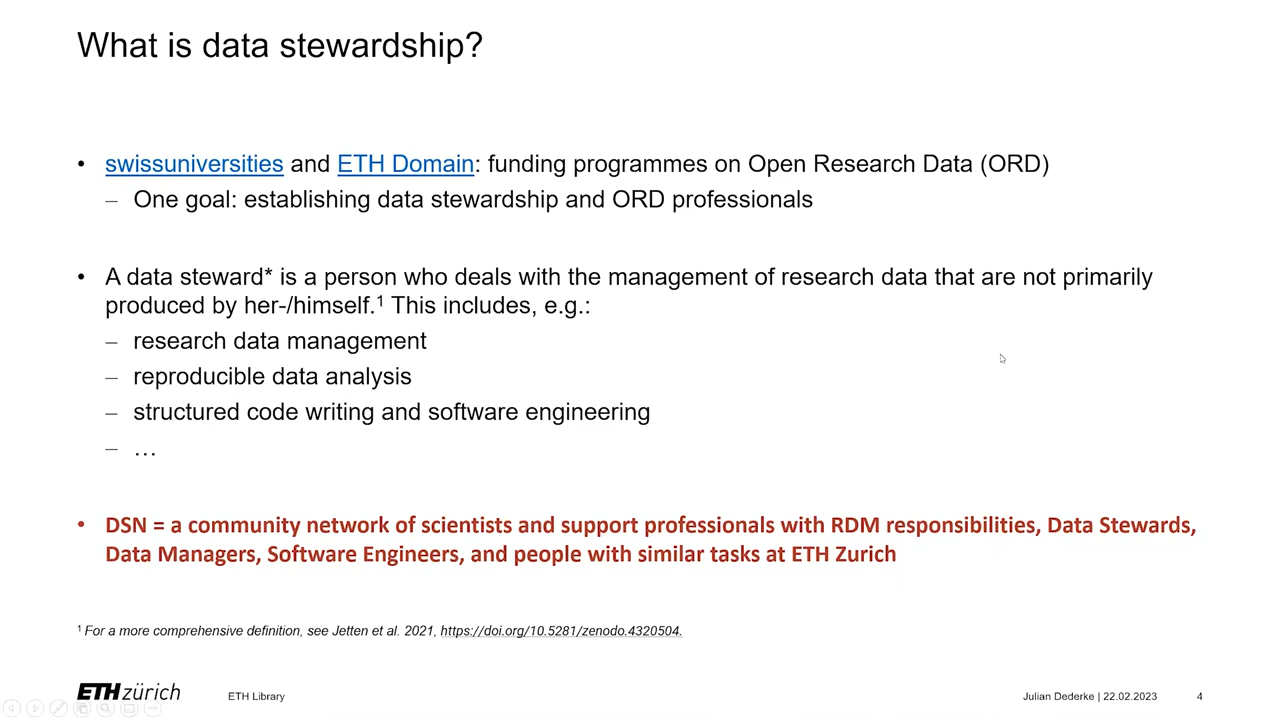 What is data stewardship?
• swissuniversities and ETH Domain: funding programmes on Open Research Data (ORD)
– One goal: establishing data stewardship and ORD professionals
• A data steward* is a person who deals with the management of research data that are not primarily
produced by her-/himself.¹ This includes, e.g.:
– research data management
– reproducible data analysis
– structured code writing and software engineering
– …
• DSN = a community network of scientists and support professionals with RDM responsibilities, Data Stewards,
Data Managers, Software Engineers, and people with similar tasks at ETH Zurich
¹ For a more comprehensive definition, see Jetten et al. 2021, https://doi.org/10.5281/zenodo.4320504.
ETH zürich
ETH Library
Julian Dederke | 22.02.2023
4